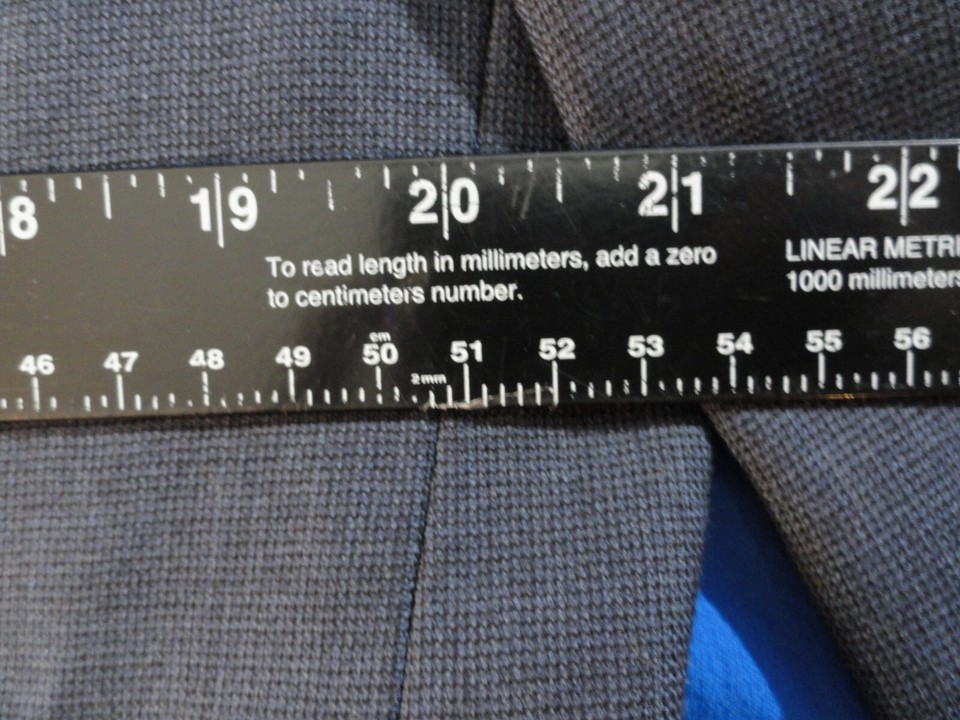 8 19 20 21 22
To read length in millimeters, add a zero
to centimeters number.
LINEAR METRI
1000 millimeters
cm
46 47 48 49 50 51 52 53 54 55 56
2mm